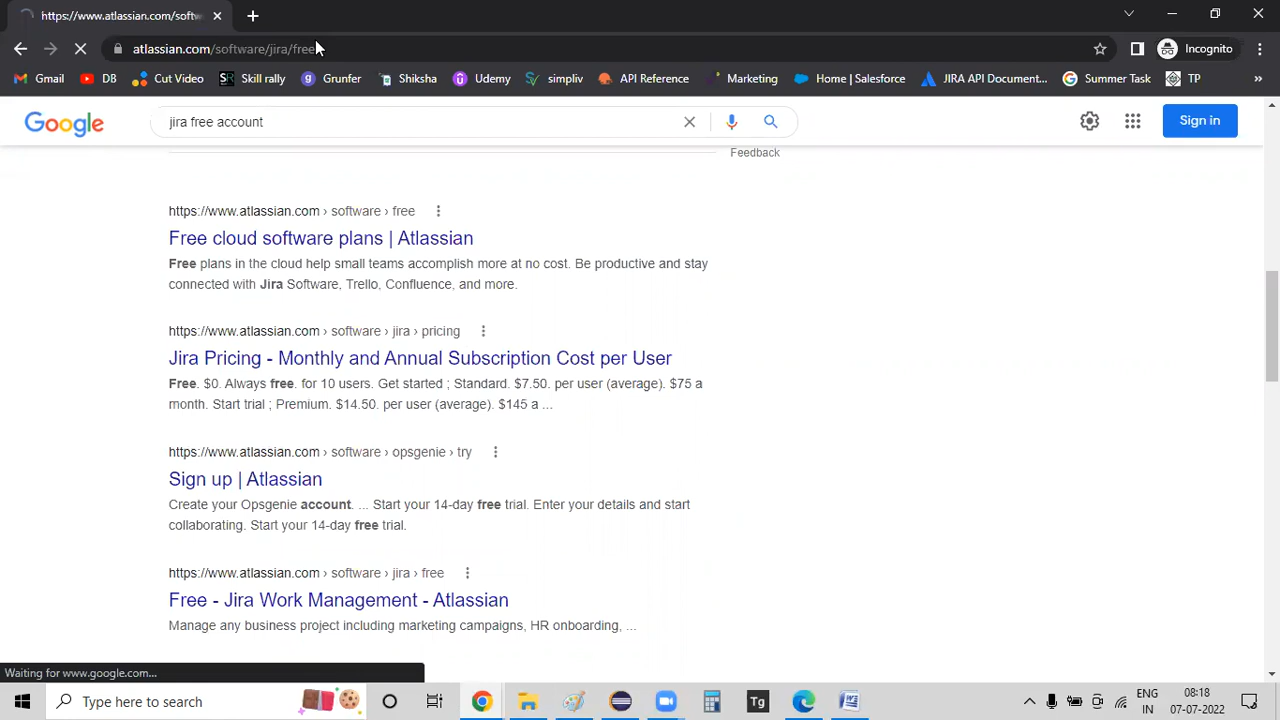 https://www.atlassian.com/softw
atlassian.com/software/jira/free
Incognito
Gmail DB Cut Video Skill rally Grunfer Shiksha Udemy simpliv API Reference Marketing Home | Salesforce JIRA API Document... Summer Task TP »
Google jira free account Sign in
Feedback
https://www.atlassian.com › software › free
Free cloud software plans | Atlassian
Free plans in the cloud help small teams accomplish more at no cost. Be productive and stay
connected with Jira Software, Trello, Confluence, and more.
https://www.atlassian.com › software › jira › pricing
Jira Pricing - Monthly and Annual Subscription Cost per User
Free. $0. Always free. for 10 users. Get started ; Standard. $7.50. per user (average). $75 a
month. Start trial ; Premium. $14.50. per user (average). $145 a ...
https://www.atlassian.com › software › opsgenie › try
Sign up | Atlassian
Create your Opsgenie account. ... Start your 14-day free trial. Enter your details and start
collaborating. Start your 14-day free trial.
https://www.atlassian.com › software › jira › free
Free - Jira Work Management - Atlassian
Manage any business project including marketing campaigns, HR onboarding, ...
Waiting for www.google.com...
Type here to search
Tg
ENG
IN
08:18
07-07-2022